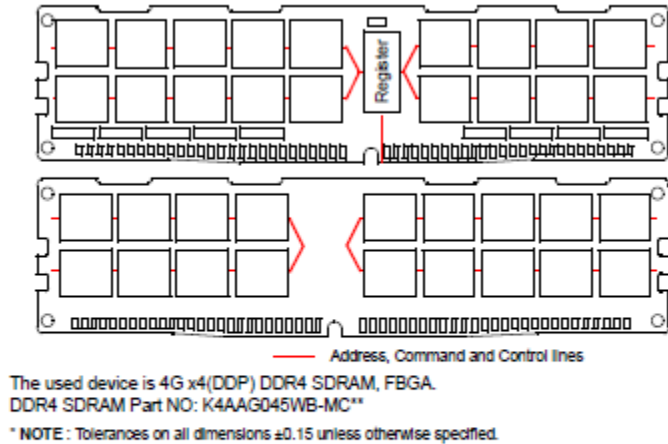 Register
Address, Command and Control lines
The used device is 4G x4(DDP) DDR4 SDRAM, FBGA.
DDR4 SDRAM Part NO: K4AAG045WB-MC**
* NOTE : Tolerances on all dimensions ±0.15 unless otherwise specified.